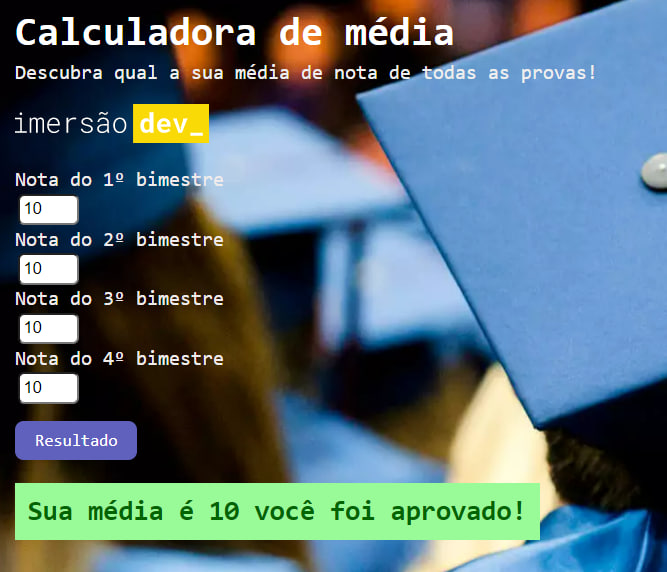 Calculadora de média
Descubra qual a sua média de nota de todas as provas!
imersão dev_
Nota do 1º bimestre
10
Nota do 2º bimestre
10
Nota do 3º bimestre
10
Nota do 4º bimestre
10
Resultado
Sua média é 10 você foi aprovado!